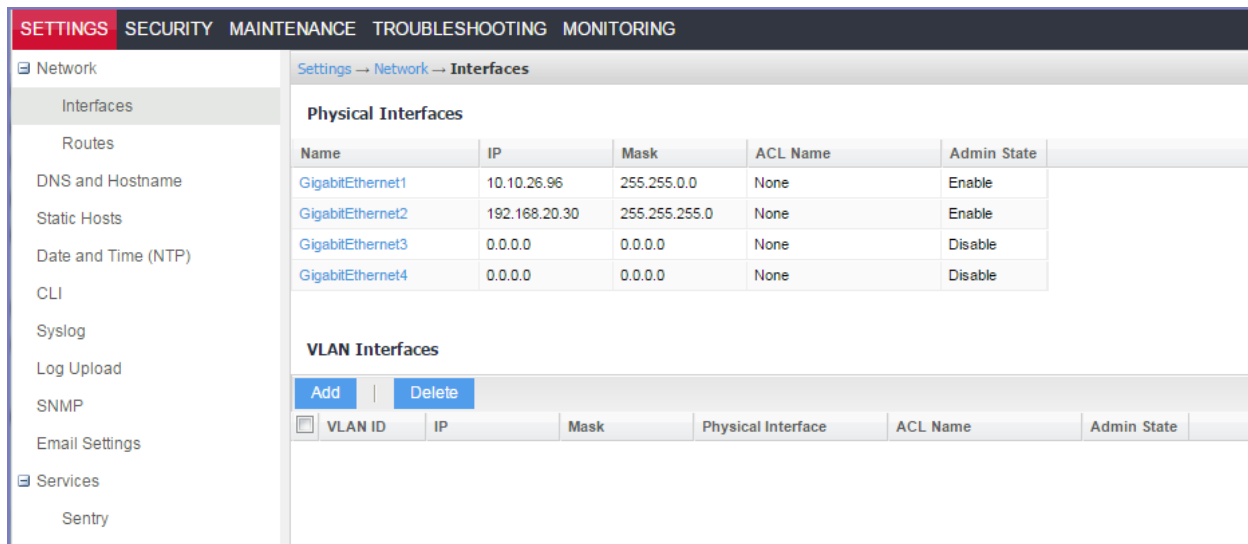 SETTINGS SECURITY MAINTENANCE TROUBLESHOOTING MONITORING
Network
Interfaces
Routes
DNS and Hostname
Static Hosts
Date and Time (NTP)
CLI
Syslog
Log Upload
SNMP
Email Settings
Services
Sentry
Settings → Network → Interfaces
Physical Interfaces
Name IP Mask ACL Name Admin State
GigabitEthernet1 10.10.26.96 255.255.0.0 None Enable
GigabitEthernet2 192.168.20.30 255.255.255.0 None Enable
GigabitEthernet3 0.0.0.0 0.0.0.0 None Disable
GigabitEthernet4 0.0.0.0 0.0.0.0 None Disable
VLAN Interfaces
Add | Delete
VLAN ID IP Mask Physical Interface ACL Name Admin State